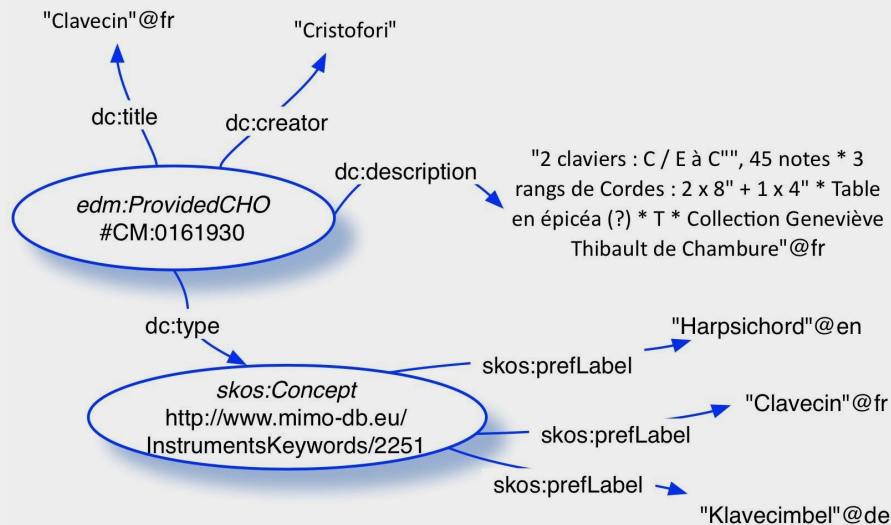 "Clavecin"@fr
"Cristofori"
dc:title
dc:creator
dc:description
"2 claviers : C / E à C"", 45 notes * 3
rangs de Cordes : 2 x 8" + 1 x 4" * Table
en épicéa (?) * T * Collection Geneviève
Thibault de Chambure"@fr
edm:ProvidedCHO
#CM:0161930
dc:type
"Harpsichord"@en
skos:prefLabel
skos:Concept
http://www.mimo-db.eu/
InstrumentsKeywords/2251
"Clavecin"@fr
skos:prefLabel
skos:prefLabel
"Klavecimbel"@de